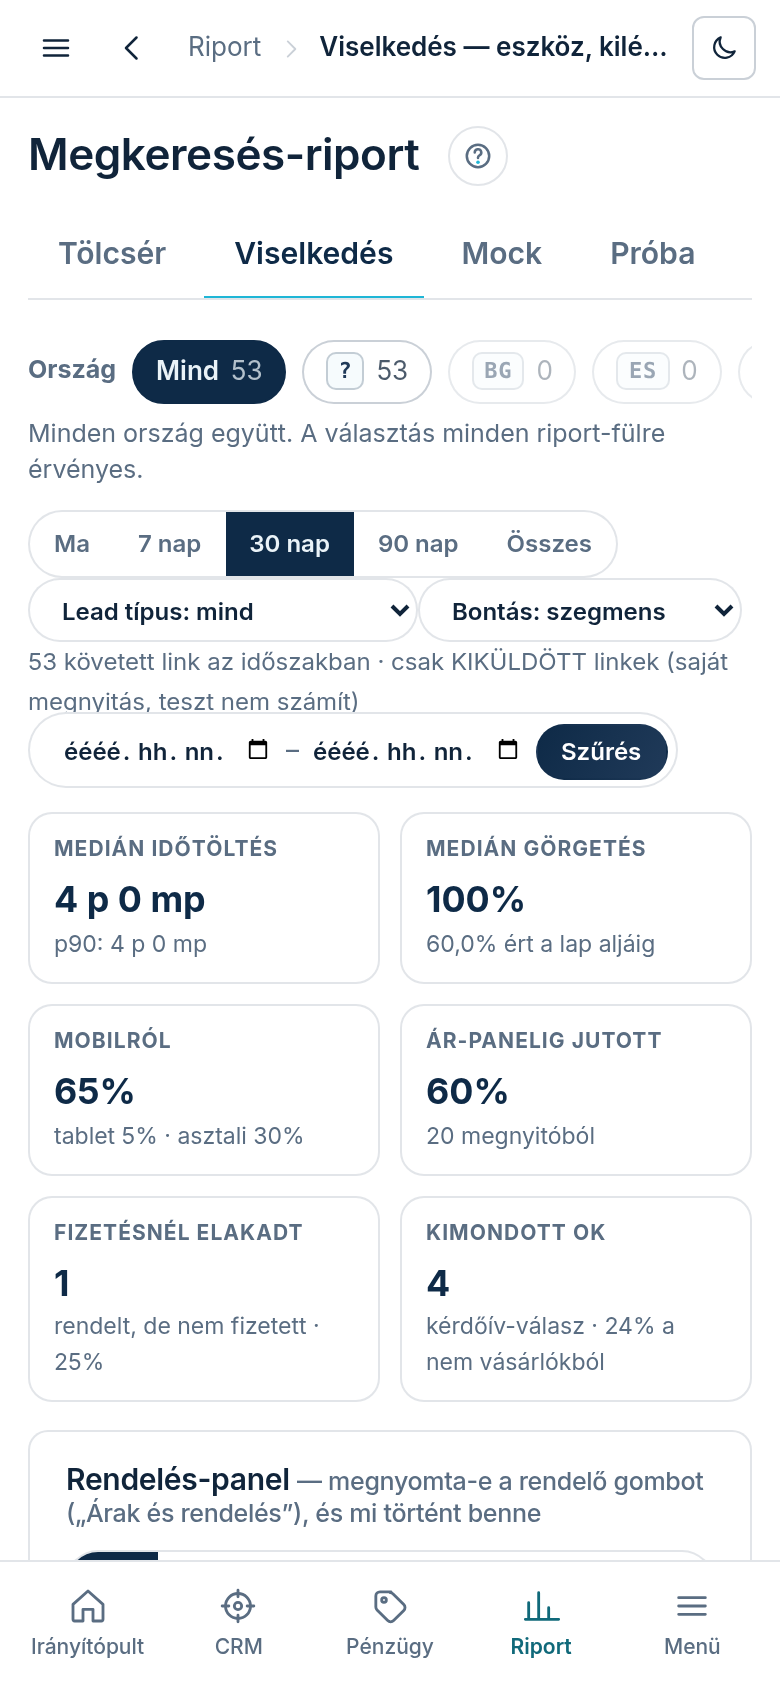 Riport > Viselkedés — eszköz, kilé...
Megkeresés-riport ?
Tölcsér Viselkedés Mock Próba
Ország Mind 53 ? 53 BG 0 ES 0
Minden ország együtt. A választás minden riport-fülre
érvényes.
Ma 7 nap 30 nap 90 nap Összes
Lead típus: mind Bontás: szegmens
53 követett link az időszakban · csak KIKÜLDÖTT linkek (saját
megnyitás, teszt nem számít)
éééé. hh. nn. – éééé. hh. nn. Szűrés
MEDIÁN IDŐTÖLTÉS
4 p 0 mp
p90: 4 p 0 mp
MEDIÁN GÖRGETÉS
100%
60,0% ért a lap aljáig
MOBILRÓL
65%
tablet 5% · asztali 30%
ÁR-PANELIG JUTOTT
60%
20 megnyitóból
FIZETÉSNÉL ELAKADT
1
rendelt, de nem fizetett ·
25%
KIMONDOTT OK
4
kérdőív-válasz · 24% a
nem vásárlókból
Rendelés-panel — megnyomta-e a rendelő gombot
(„Árak és rendelés”), és mi történt benne
Irányítópult CRM Pénzügy Riport Menü